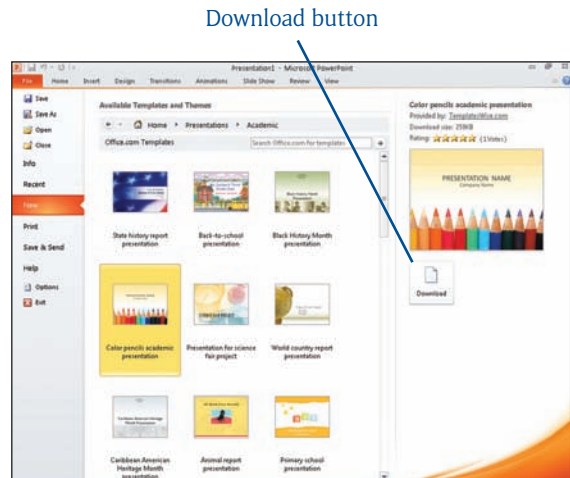 Download button
Presentation1 - Microsoft PowerPoint
File Home Insert Design Transitions Animations Slide Show Review View
Save
Save As
Open
Close
Info
Recent
New
Print
Save & Send
Help
Options
Exit
Available Templates and Themes
Home Presentations Academic
Office.com Templates
Search Office.com for templates
State history report
presentation
Back-to-school
presentation
Black History Month
presentation
Color pencils academic
presentation
Presentation for science
fair project
World country report
presentation
Caribbean American
Heritage Month
presentation
Animal report
presentation
Primary school
presentation
Color pencils academic presentation
Provided by: TemplatesWise.com
Download size: 259KB
Rating: (1 Votes)
PRESENTATION NAME
Company Name
Download